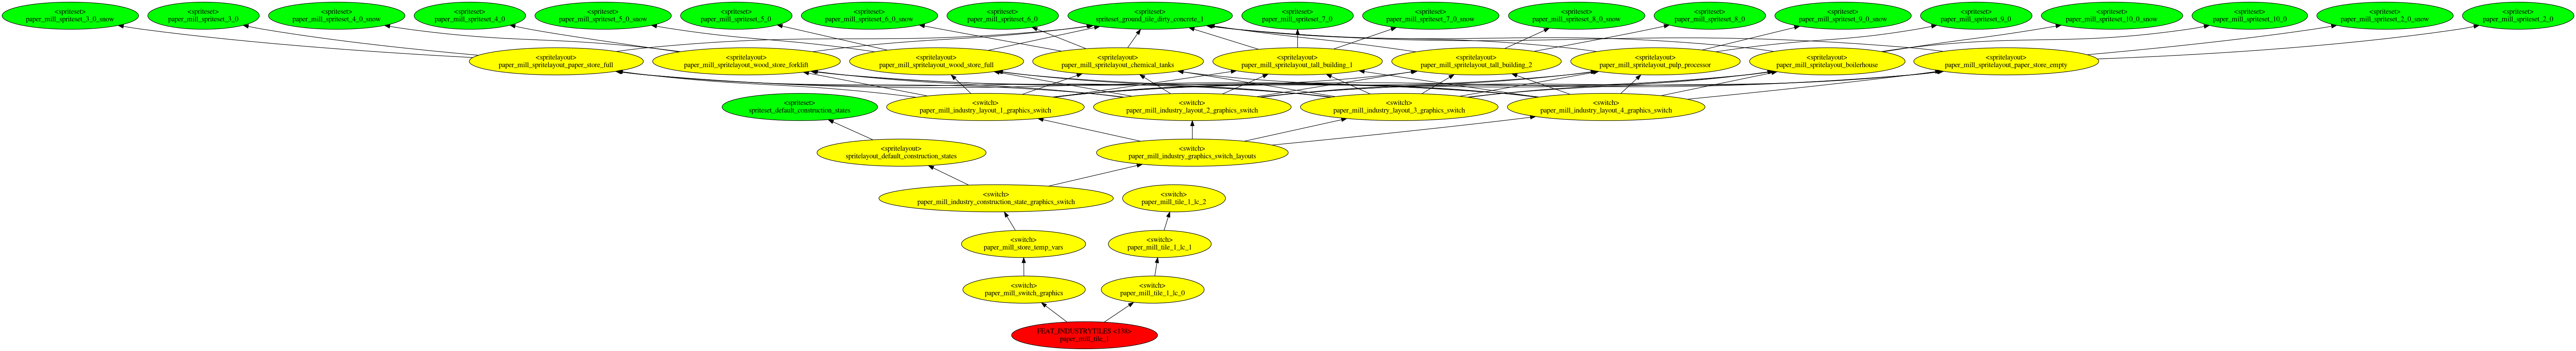 <spriteset>
paper_mill_spriteset_3_0_snow
<spriteset>
paper_mill_spriteset_3_0
<spriteset>
paper_mill_spriteset_4_0_snow
<spriteset>
paper_mill_spriteset_4_0
<spriteset>
paper_mill_spriteset_5_0_snow
<spriteset>
paper_mill_spriteset_5_0
<spriteset>
paper_mill_spriteset_6_0_snow
<spriteset>
paper_mill_spriteset_6_0
<spriteset>
spriteset_ground_tile_dirty_concrete_1
<spriteset>
paper_mill_spriteset_7_0
<spriteset>
paper_mill_spriteset_7_0_snow
<spriteset>
paper_mill_spriteset_8_0_snow
<spriteset>
paper_mill_spriteset_8_0
<spriteset>
paper_mill_spriteset_9_0_snow
<spriteset>
paper_mill_spriteset_9_0
<spriteset>
paper_mill_spriteset_10_0_snow
<spriteset>
paper_mill_spriteset_10_0
<spriteset>
paper_mill_spriteset_2_0_snow
<spriteset>
paper_mill_spriteset_2_0
<spritelayout>
paper_mill_spritelayout_paper_store_full
<spritelayout>
paper_mill_spritelayout_wood_store_forklift
<spritelayout>
paper_mill_spritelayout_wood_store_full
<spritelayout>
paper_mill_spritelayout_chemical_tanks
<spritelayout>
paper_mill_spritelayout_tall_building_1
<spritelayout>
paper_mill_spritelayout_tall_building_2
<spritelayout>
paper_mill_spritelayout_pulp_processor
<spritelayout>
paper_mill_spritelayout_boilerhouse
<spritelayout>
paper_mill_spritelayout_paper_store_empty
<spriteset>
spriteset_default_construction_states
<switch>
paper_mill_industry_layout_1_graphics_switch
<switch>
paper_mill_industry_layout_2_graphics_switch
<switch>
paper_mill_industry_layout_3_graphics_switch
<switch>
paper_mill_industry_layout_4_graphics_switch
<spritelayout>
spritelayout_default_construction_states
<switch>
paper_mill_industry_graphics_switch_layouts
<switch>
paper_mill_industry_construction_state_graphics_switch
<switch>
paper_mill_tile_1_lc_2
<switch>
paper_mill_store_temp_vars
<switch>
paper_mill_tile_1_lc_1
<switch>
paper_mill_switch_graphics
<switch>
paper_mill_tile_1_lc_0
FEAT_INDUSTRYTILES
paper_mill_tile_1